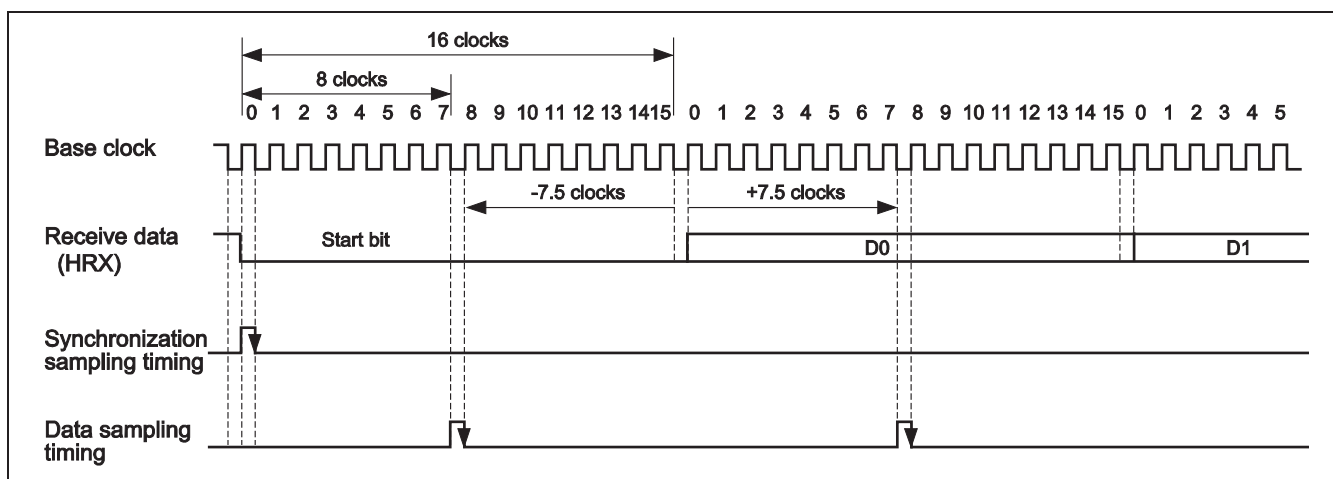 16 clocks
8 clocks
0 1 2 3 4 5 6 7 8 9 10 11 12 13 14 15 0 1 2 3 4 5 6 7 8 9 10 11 12 13 14 15 0 1 2 3 4 5
Base clock
-7.5 clocks +7.5 clocks
Receive data
(HRX)
Start bit D0 D1
Synchronization
sampling timing
Data sampling
timing